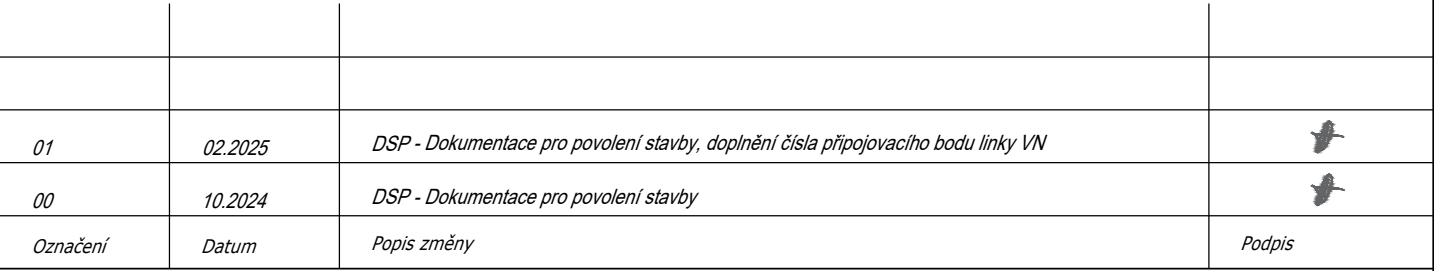 01 02.2025 DSP - Dokumentace pro povolení stavby, doplnění čísla připojovacího bodu linky VN
00 10.2024 DSP - Dokumentace pro povolení stavby
Označení Datum Popis změny Podpis